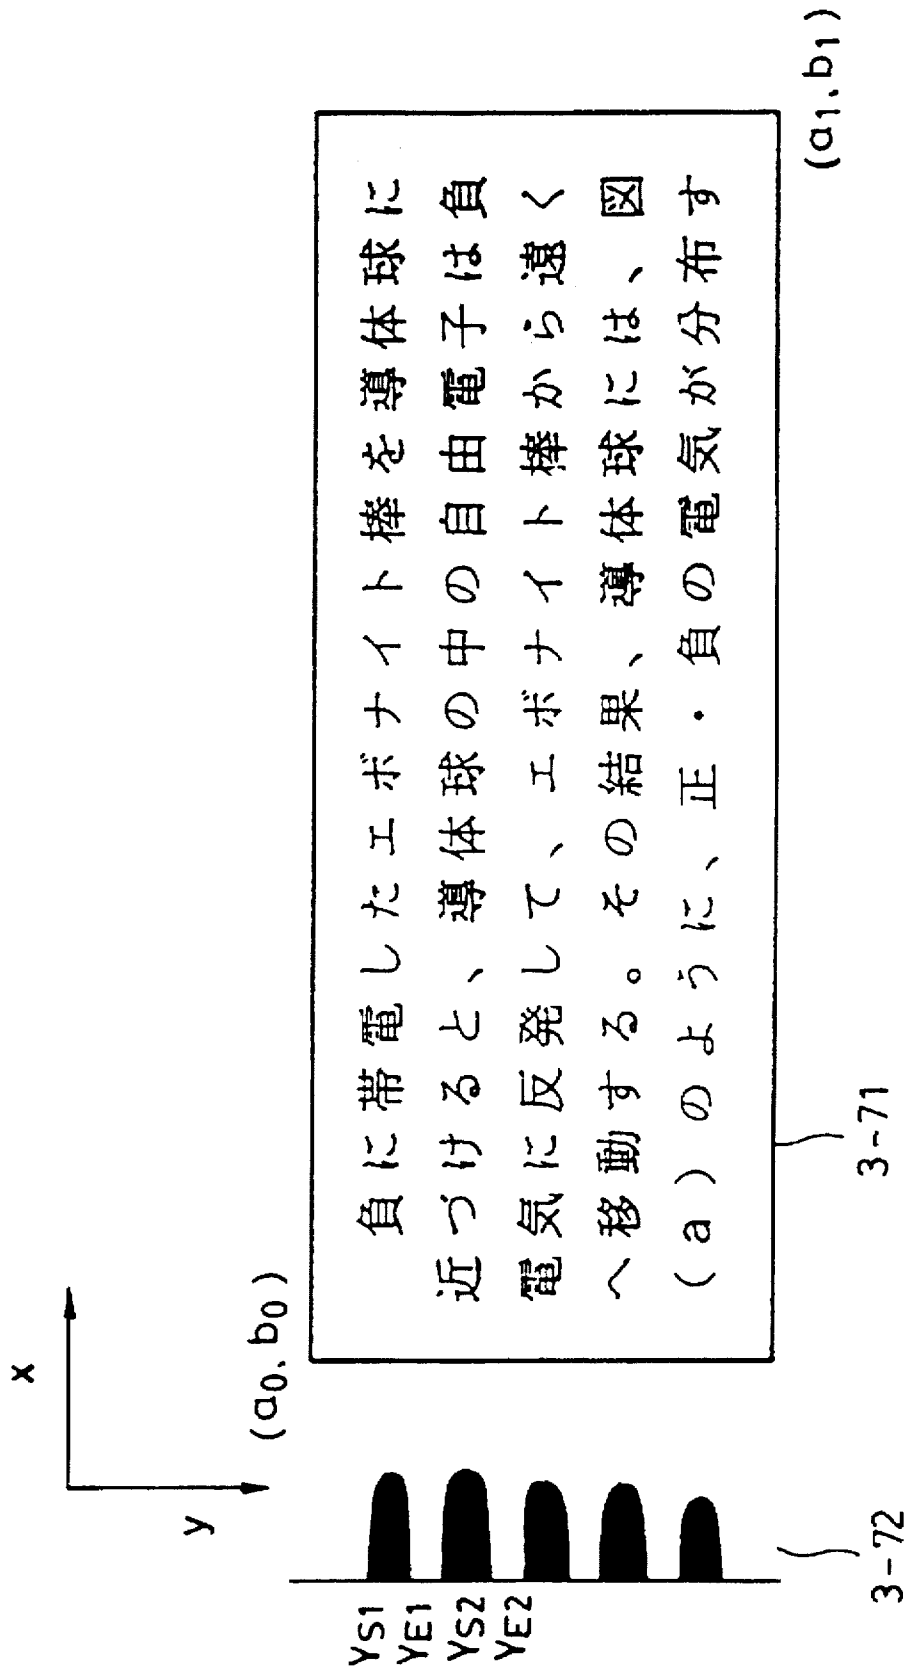 x
y
(a₀、b₀)
負に帯電したエボナイト棒を導体球に
近づけると、導体球の中の自由電子は負
電気に反発して、エボナイト棒から遠く
へ移動する。その結果、導体球には、図
(a)のように、正・負の電気が分布す
(a₁、b₁)
3-71
YS1
YE1
YS2
YE2
3-72